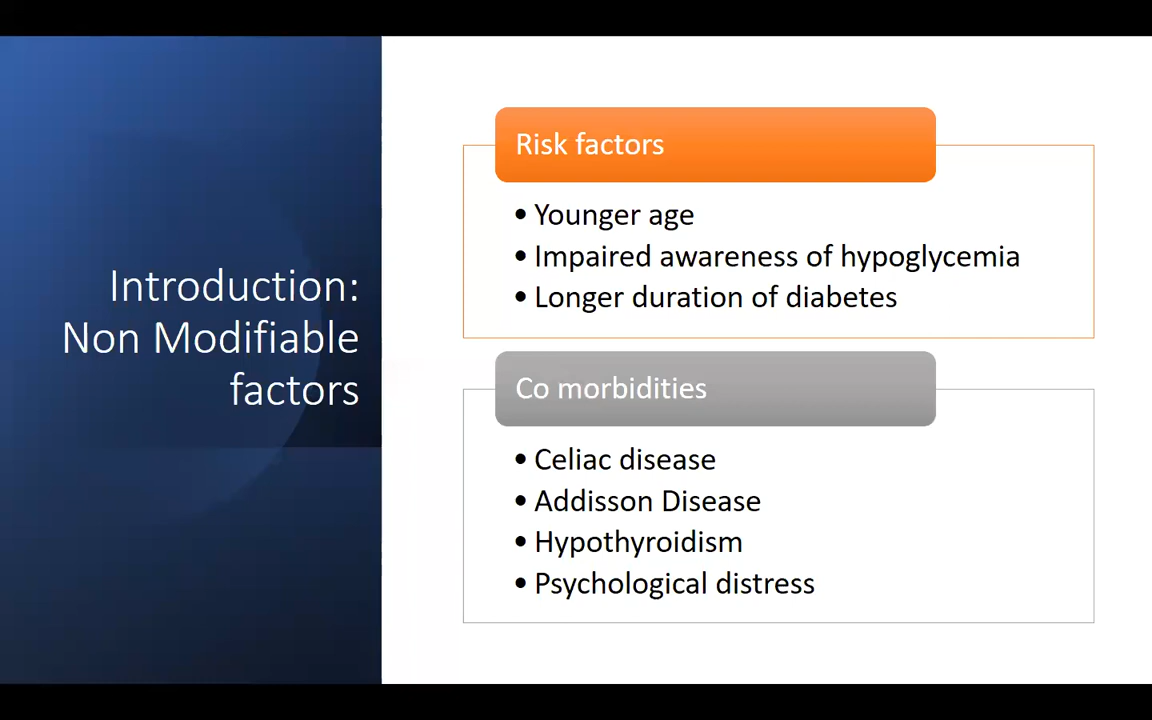 Introduction:
Non Modifiable
factors
Risk factors
• Younger age
• Impaired awareness of hypoglycemia
• Longer duration of diabetes
Co morbidities
• Celiac disease
• Addisson Disease
• Hypothyroidism
• Psychological distress